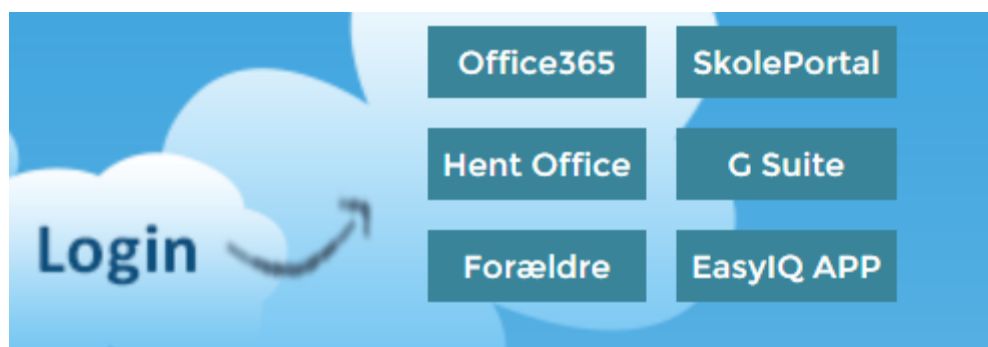 Office365
SkolePortal
Hent Office
G Suite
Login
Forældre
EasyIQ APP